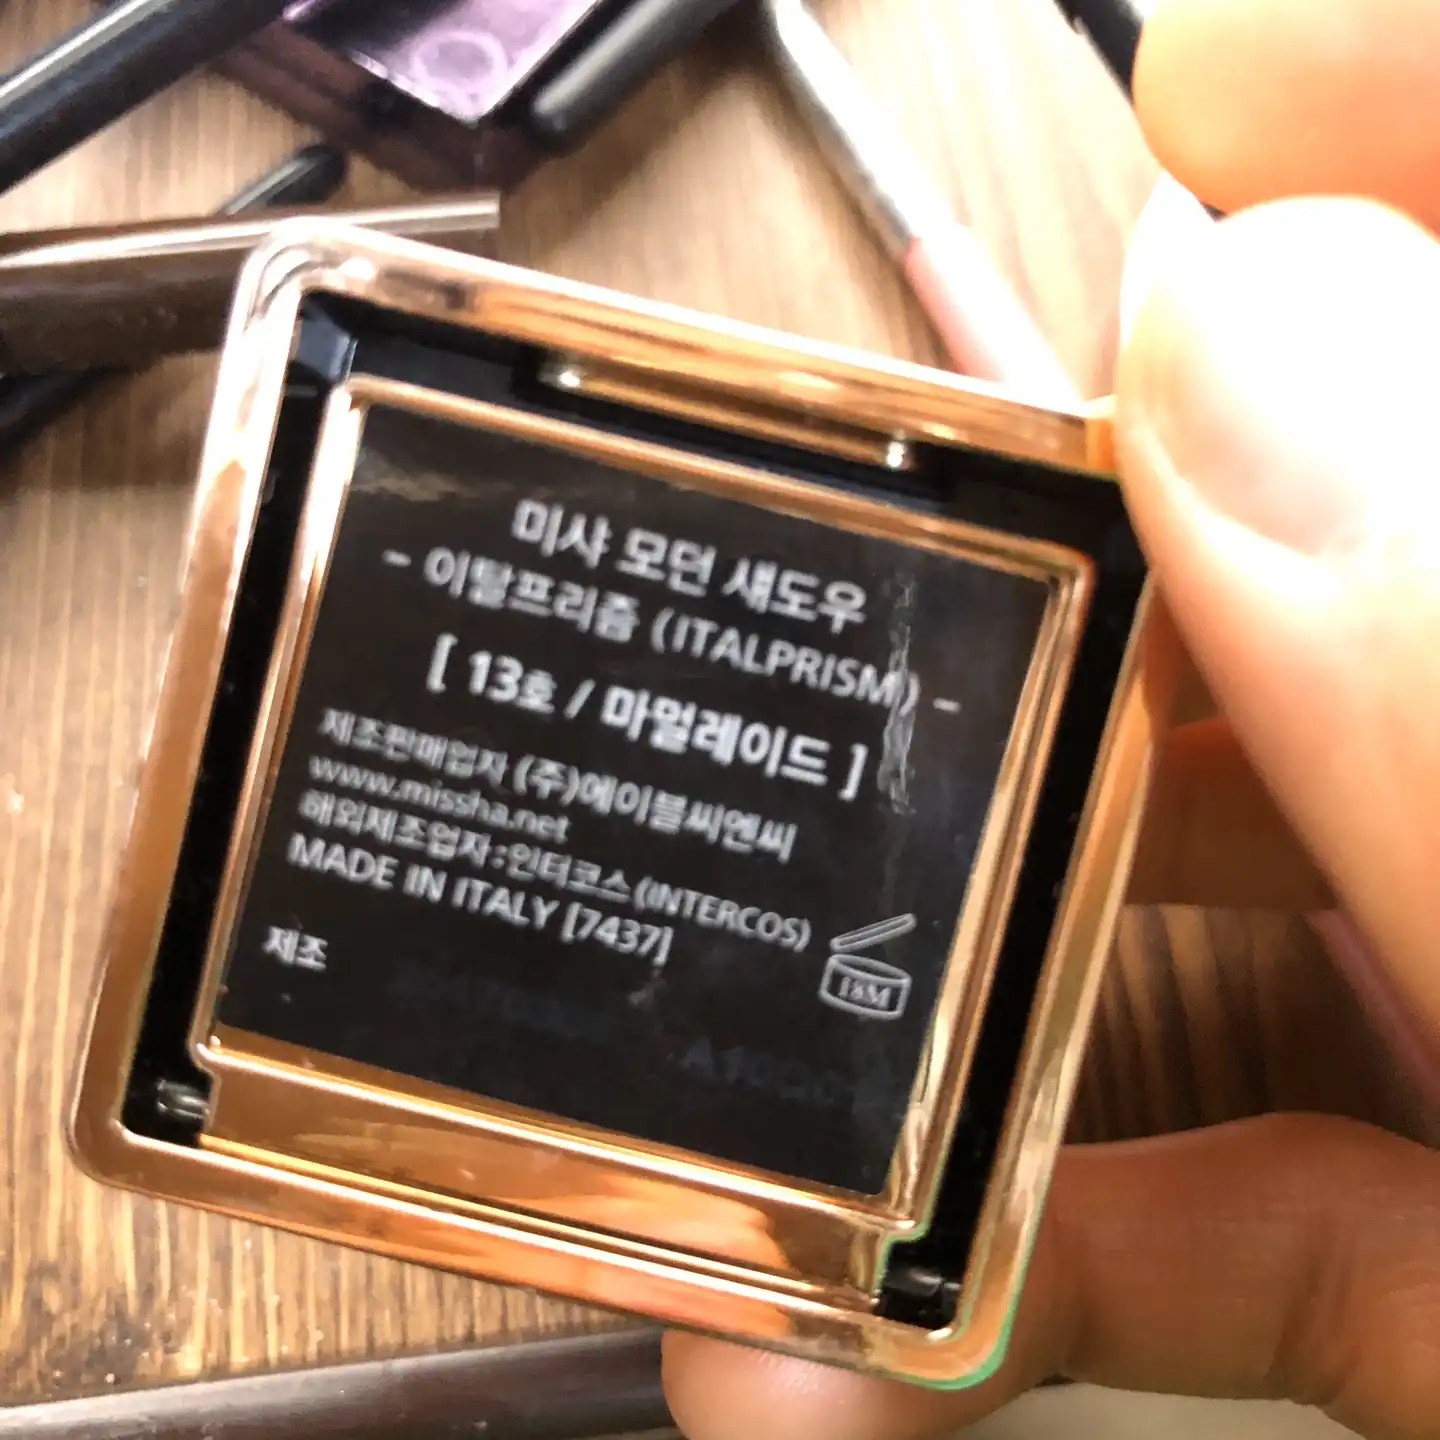 미샤 모던 섀도우
- 이탈프리즘 (ITALPRISM) -
[ 13호 / 마멀레이드 ]
제조판매업자 (주)에이블씨엔씨
www.missha.net
해외제조업자:인터코스(INTERCOS)
MADE IN ITALY [7437]
제조
18M